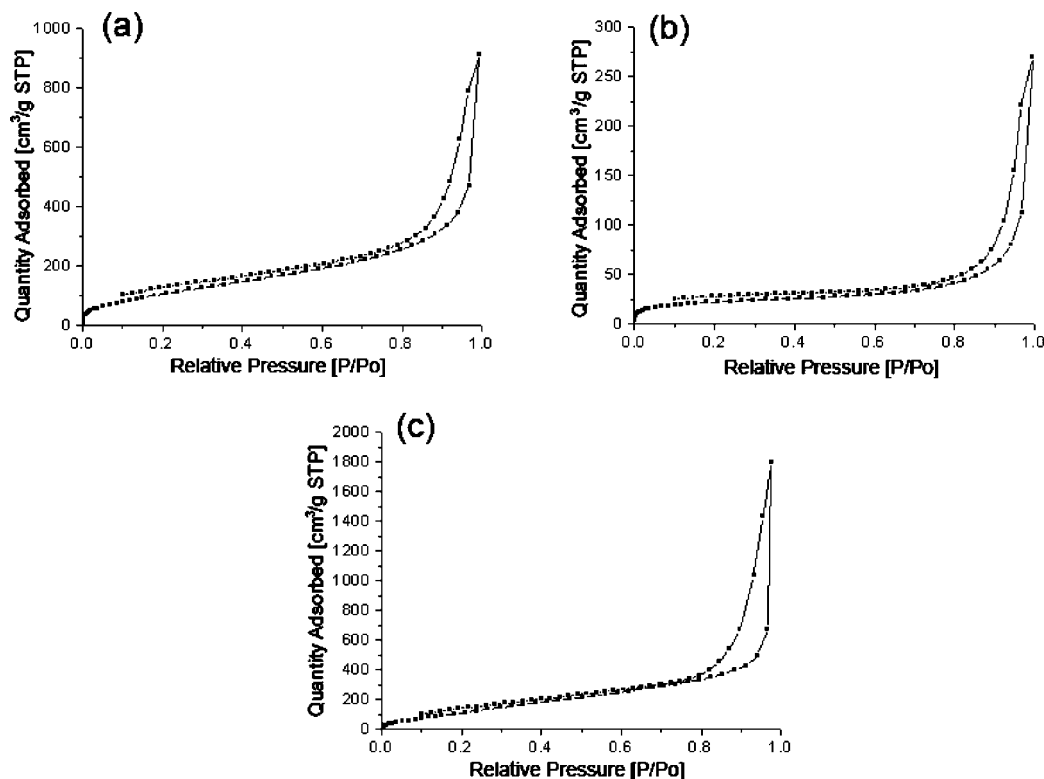 (a)
1000
800
600
400
200
0
Quantity Adsorbed [cm³/g STP]
0.0 0.2 0.4 0.6 0.8 1.0
Relative Pressure [P/Po]
(b)
300
250
200
150
100
50
0
Quantity Adsorbed [cm³/g STP]
0.0 0.2 0.4 0.6 0.8 1.0
Relative Pressure [P/Po]
(c)
2000
1800
1600
1400
1200
1000
800
600
400
200
0
Quantity Adsorbed [cm³/g STP]
0.0 0.2 0.4 0.6 0.8 1.0
Relative Pressure [P/Po]